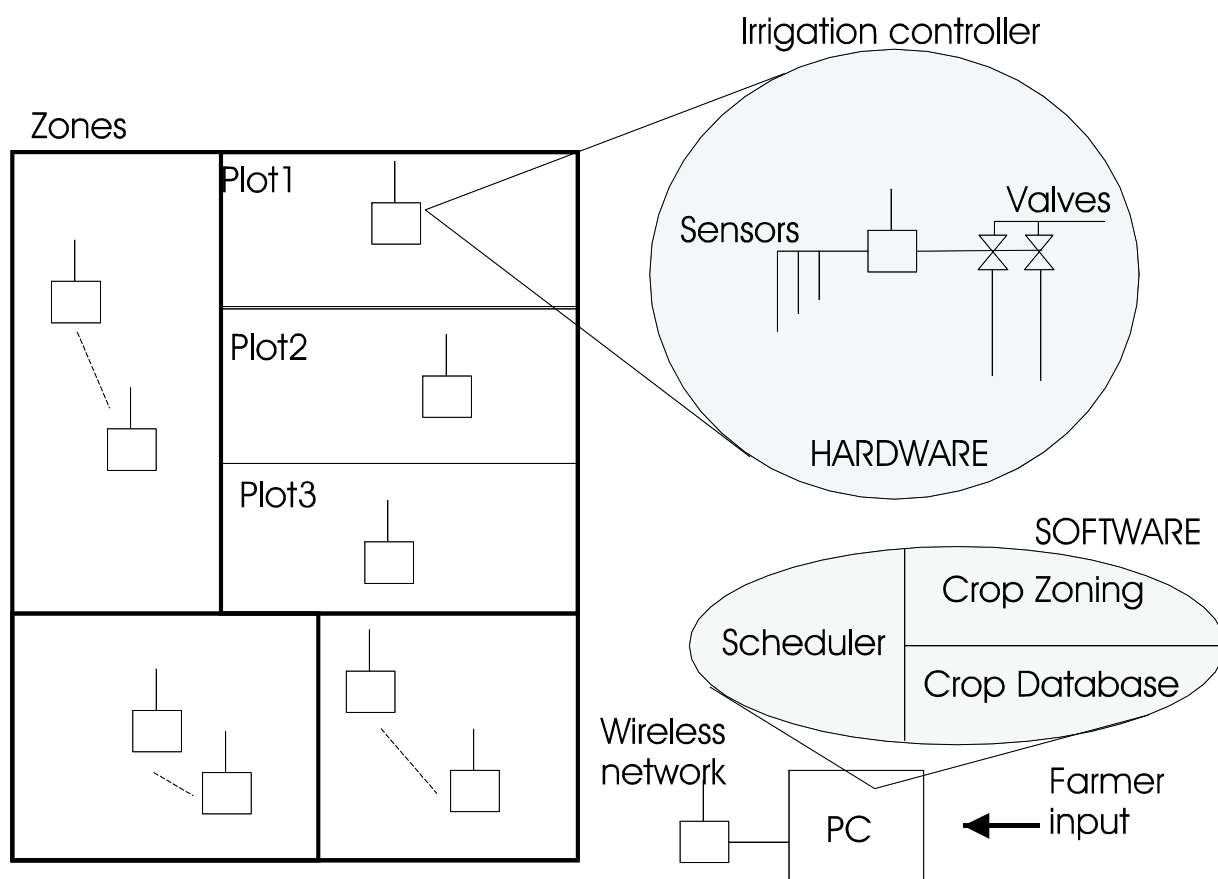 Irrigation controller
Zones
Plot1
Sensors
Valves
Plot2
HARDWARE
Plot3
SOFTWARE
Crop Zoning
Scheduler
Crop Database
Wireless
network
PC
Farmer
input